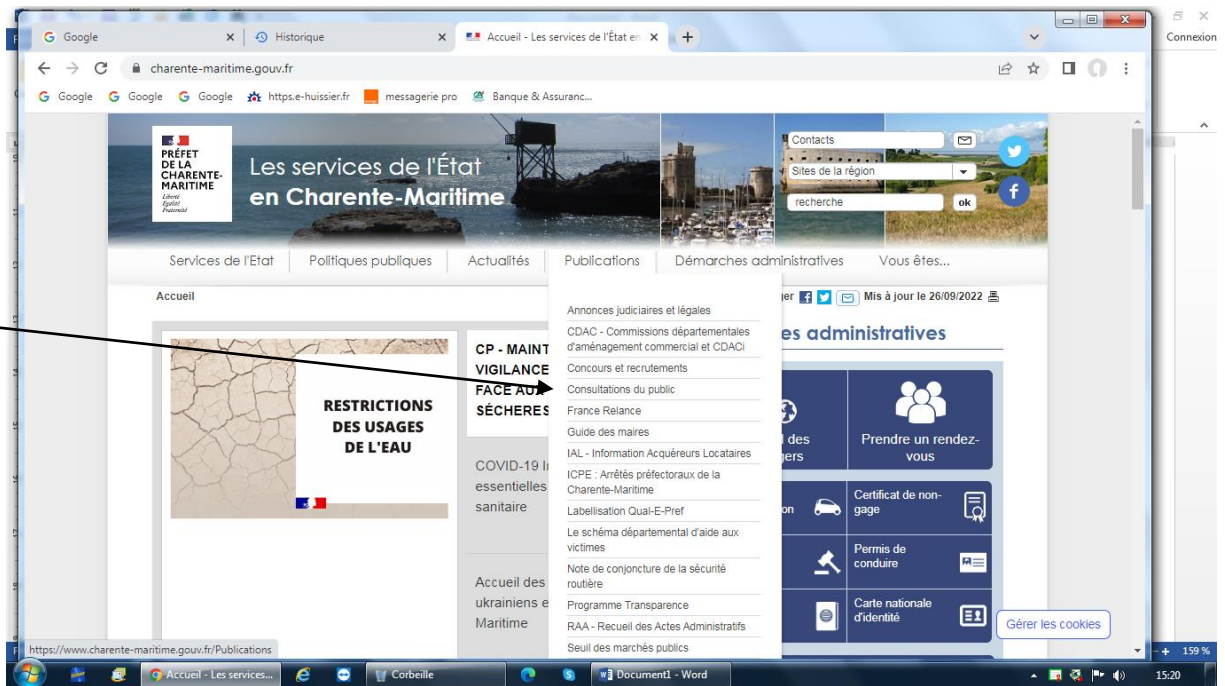 Connexion
Google
Historique
Accueil - Les services de l'État en
charente-maritime.gouv.fr
Google
Google
Google
https.e-huissier.fr
messagerie pro
Banque & Assuranc...
PRÉFET
DE LA
CHARENTE-
MARITIME
Liberté
Égalité
Fraternité
Les services de l'État
en Charente-Maritime
Contacts
Sites de la région
recherche
ok
Services de l'Etat
Politiques publiques
Actualités
Publications
Démarches administratives
Vous êtes...
Accueil
ger
Mis à jour le 26/09/2022
RESTRICTIONS
DES USAGES
DE L'EAU
CP - MAINT
VIGILANCE
FACE AUX
SÉCHERES
COVID-19 I
essentielles
sanitaire
Accueil des
ukrainiens e
Maritime
Annonces judiciaires et légales
CDAC - Commissions départementales
d'aménagement commercial et CDACi
Concours et recrutements
Consultations du public
France Relance
Guide des maires
IAL - Information Acquéreurs Locataires
ICPE : Arrêtés préfectoraux de la
Charente-Maritime
Labellisation Qual-E-Pref
Le schéma départemental d'aide aux
victimes
Note de conjoncture de la sécurité
routière
Programme Transparence
RAA - Recueil des Actes Administratifs
Seuil des marchés publics
es administratives
l des
gers
Prendre un rendez-
vous
on
Certificat de non-
gage
Permis de
conduire
Carte nationale
d'identité
Gérer les cookies
https://www.charente-maritime.gouv.fr/Publications
159 %
Accueil - Les services...
Corbeille
Document1 - Word
15:20